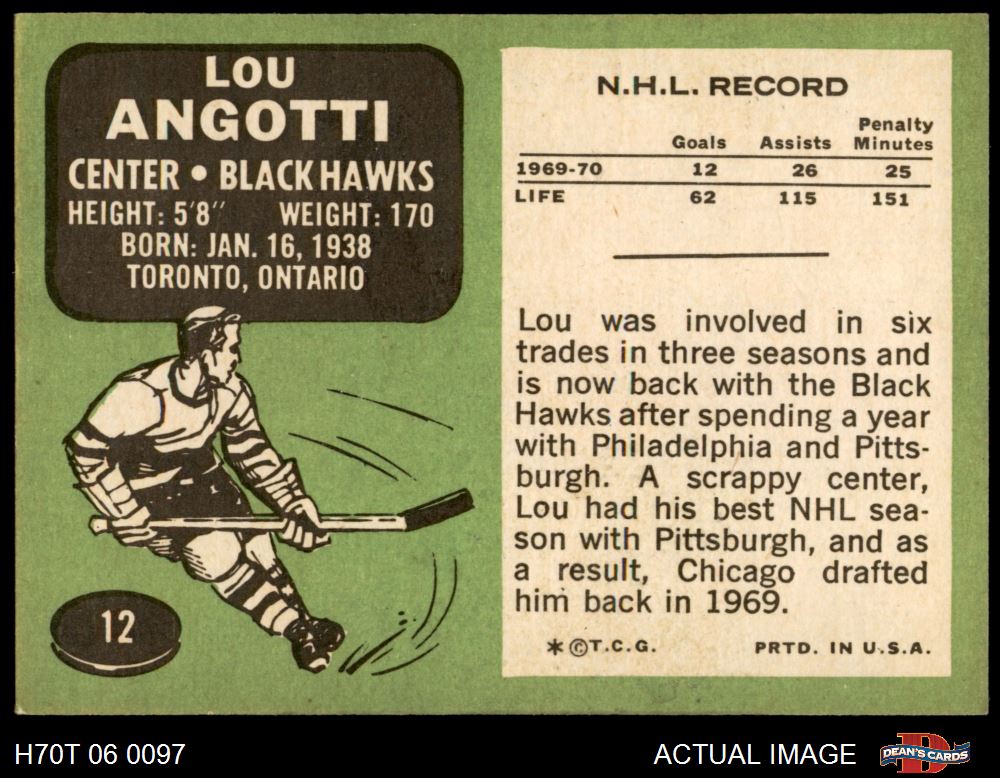 LOU
ANGOTTI
CENTER • BLACK HAWKS
HEIGHT: 5'8" WEIGHT: 170
BORN: JAN. 16, 1938
TORONTO, ONTARIO
12
N.H.L. RECORD
Goals Assists Penalty Minutes
1969-70 12 26 25
LIFE 62 115 151
Lou was involved in six
trades in three seasons and
is now back with the Black
Hawks after spending a year
with Philadelphia and Pitts-
burgh. A scrappy center,
Lou had his best NHL sea-
son with Pittsburgh, and as
a result, Chicago drafted
him back in 1969.
* © T.C.G. PRTD. IN U.S.A.
H70T 06 0097 ACTUAL IMAGE D DEAN'S CARDS